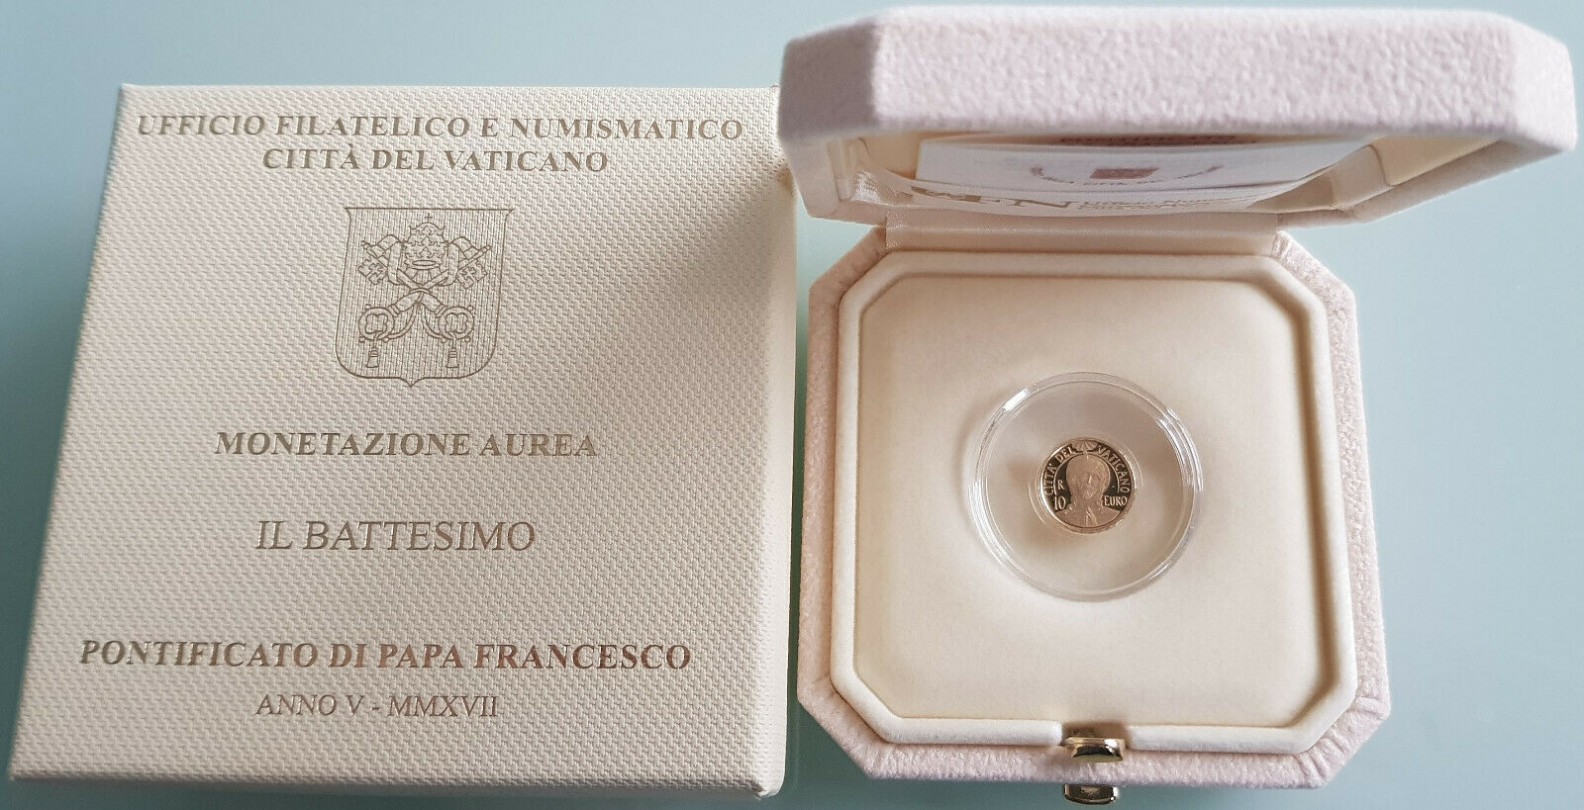 UFFICIO FILATELICO E NUMISMATICO
CITTÀ DEL VATICANO
MONETAZIONE AUREA
IL BATTESIMO
PONTIFICATO DI PAPA FRANCESCO
ANNO V - MMXVII
CITTA' DEL VATICANO
R
10 EURO